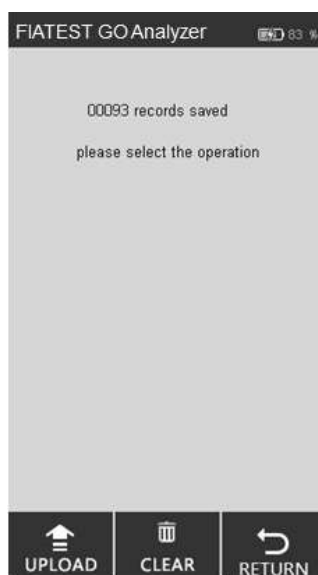 FIATEST GO Analyzer 83 %
00093 records saved
please select the operation
UPLOAD CLEAR RETURN